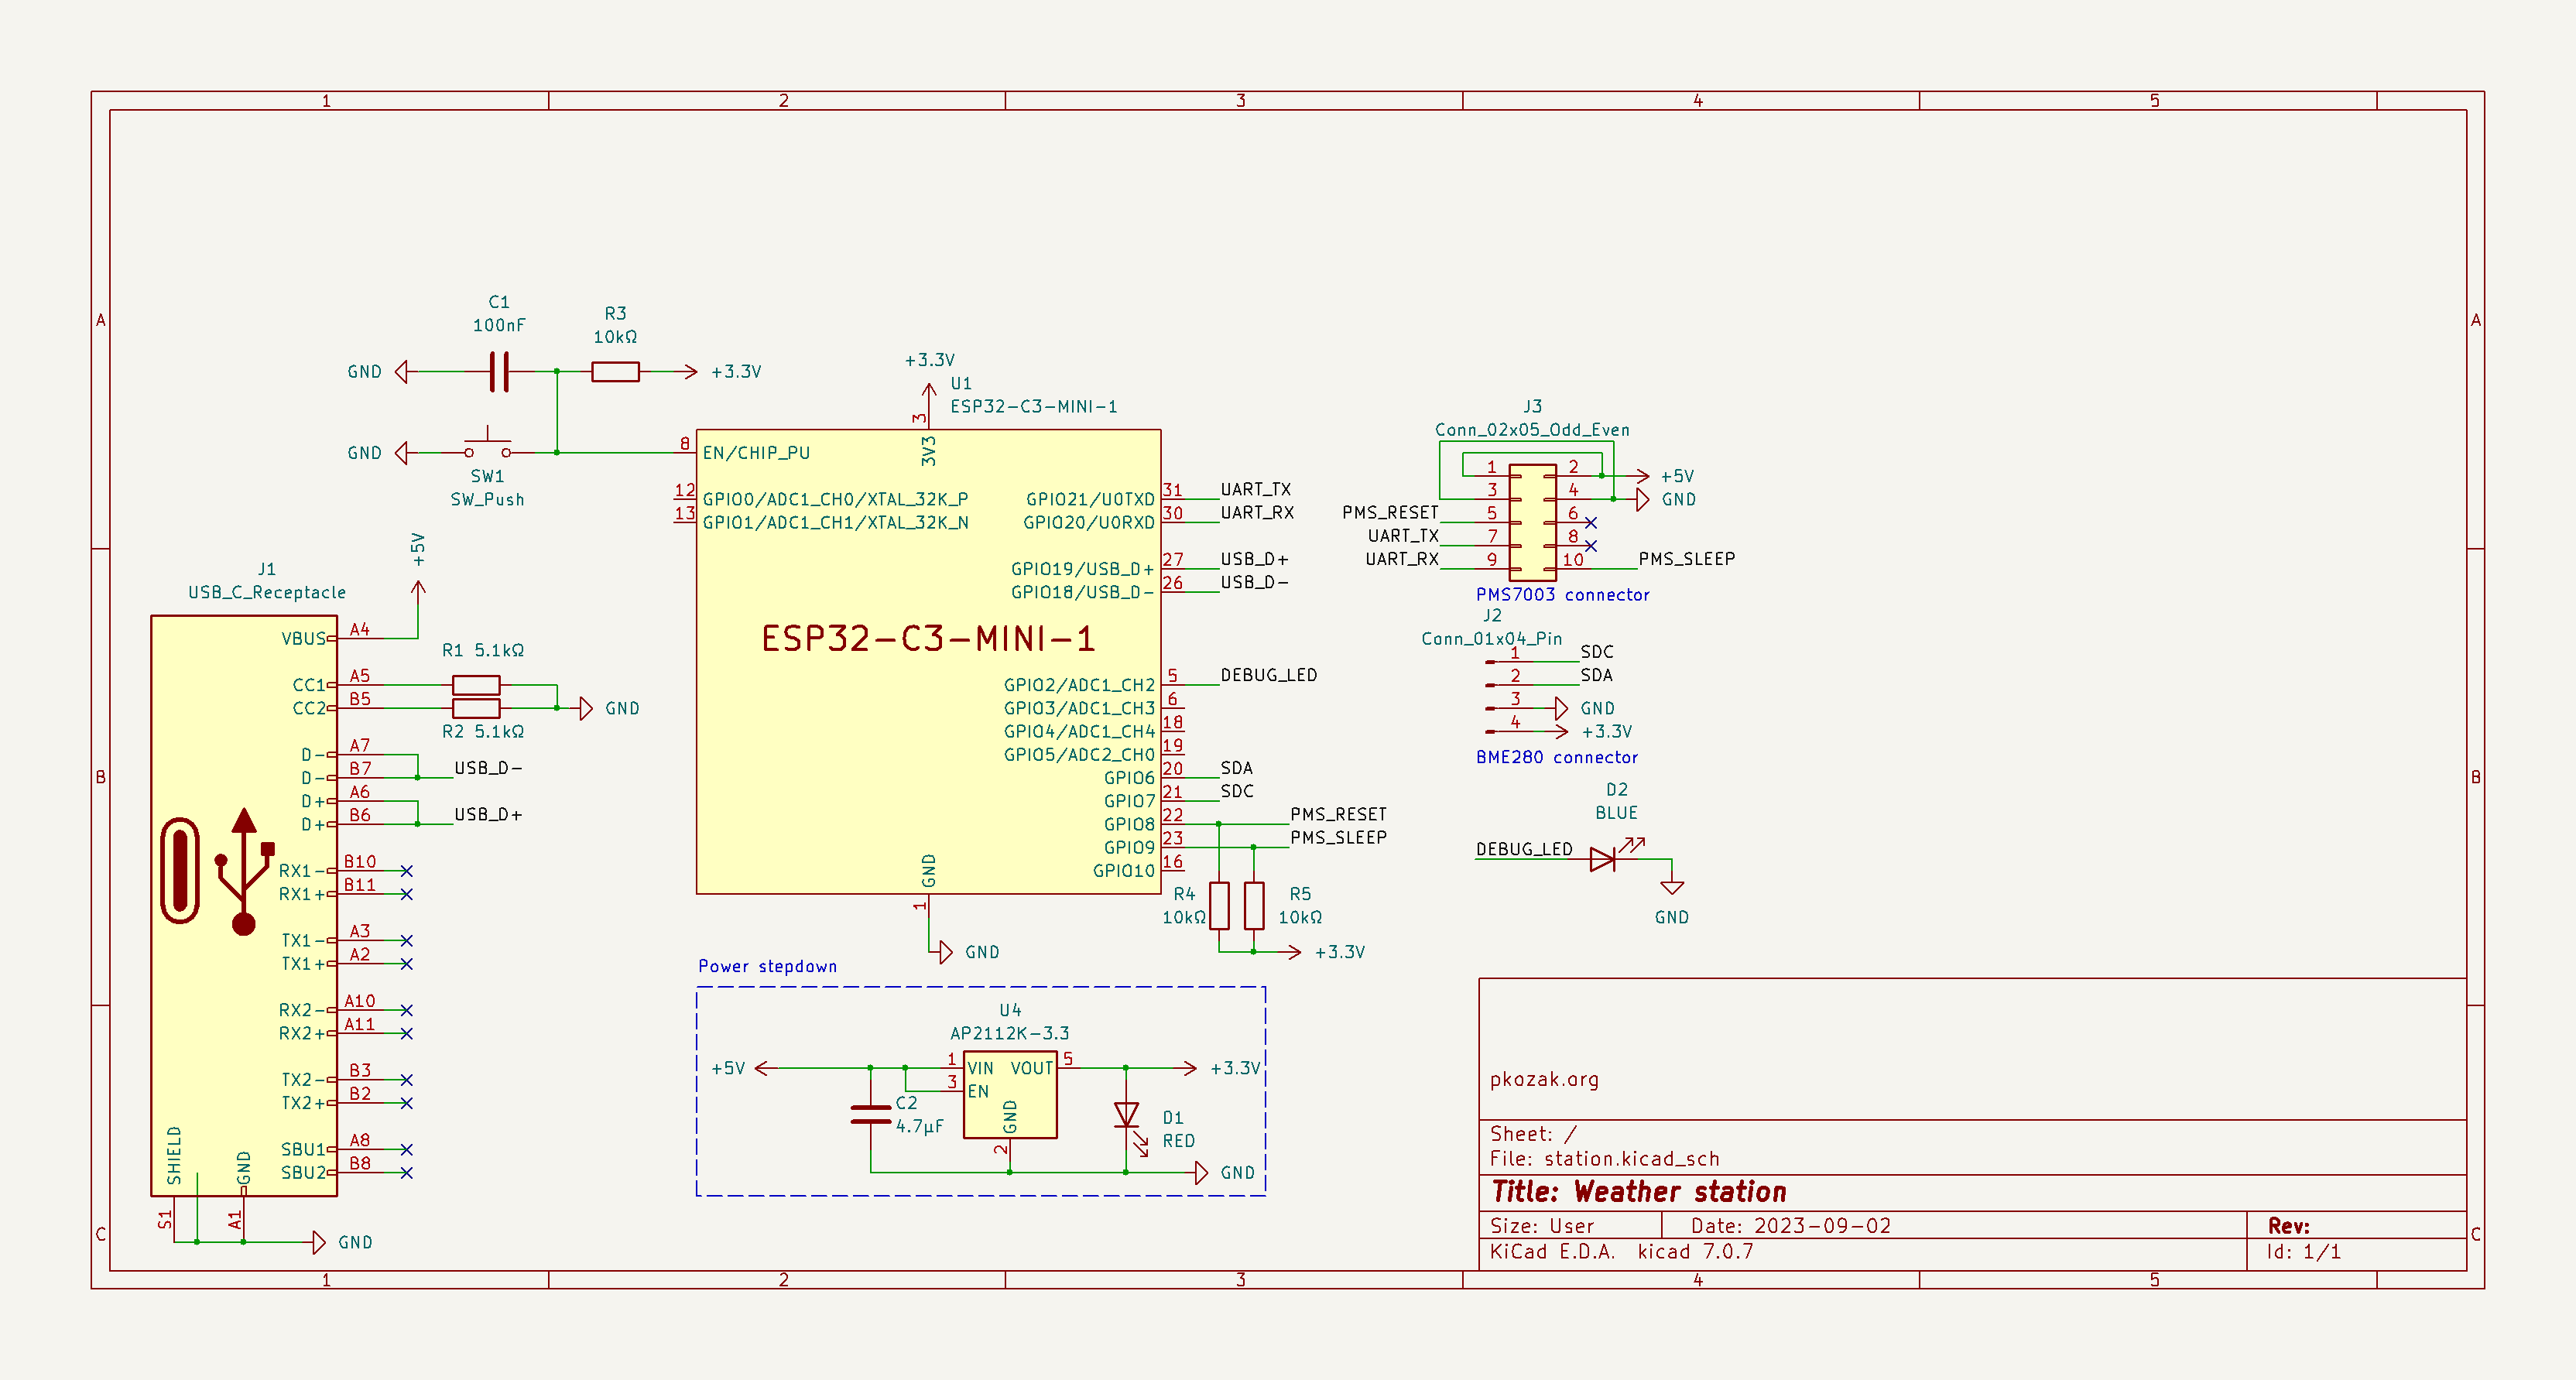 1 2 3 4 5
A
B
C
A
B
C
C1
100nF
R3
10kΩ
GND
+3.3V
GND
SW1
SW_Push
+5V
J1
USB_C_Receptacle
VBUS A4
CC1 A5
CC2 B5
D- A7
D- B7
D+ A6
D+ B6
RX1- B10
RX1+ B11
TX1- A3
TX1+ A2
RX2- A10
RX2+ A11
TX2- B3
TX2+ B2
SBU1 A8
SBU2 B8
SHIELD
GND
S1
A1
GND
R1 5.1kΩ
R2 5.1kΩ
GND
USB_D-
USB_D+
+3.3V
U1
ESP32-C3-MINI-1
3
3V3
8 EN/CHIP_PU
12 GPIO0/ADC1_CH0/XTAL_32K_P
13 GPIO1/ADC1_CH1/XTAL_32K_N
ESP32-C3-MINI-1
GPIO21/U0TXD 31 UART_TX
GPIO20/U0RXD 30 UART_RX
GPIO19/USB_D+ 27 USB_D+
GPIO18/USB_D- 26 USB_D-
GPIO2/ADC1_CH2 5 DEBUG_LED
GPIO3/ADC1_CH3 6
GPIO4/ADC1_CH4 18
GPIO5/ADC2_CH0 19
GPIO6 20 SDA
GPIO7 21 SDC
GPIO8 22 PMS_RESET
GPIO9 23 PMS_SLEEP
GPIO10 16
GND
1
GND
R4
10kΩ
R5
10kΩ
+3.3V
J3
Conn_02x05_Odd_Even
1 2 +5V
3 4 GND
PMS_RESET 5 6
UART_TX 7 8
UART_RX 9 10 PMS_SLEEP
PMS7003 connector
J2
Conn_01x04_Pin
1 SDC
2 SDA
3 GND
4 +3.3V
BME280 connector
D2
BLUE
DEBUG_LED
GND
Power stepdown
U4
AP2112K-3.3
+5V
1 VIN
3 EN
VOUT 5
GND
2
+3.3V
C2
4.7µF
D1
RED
GND
pkozak.org
Sheet: /
File: station.kicad_sch
Title: Weather station
Size: User Date: 2023-09-02 Rev:
KiCad E.D.A. kicad 7.0.7 Id: 1/1
1 2 3 4 5